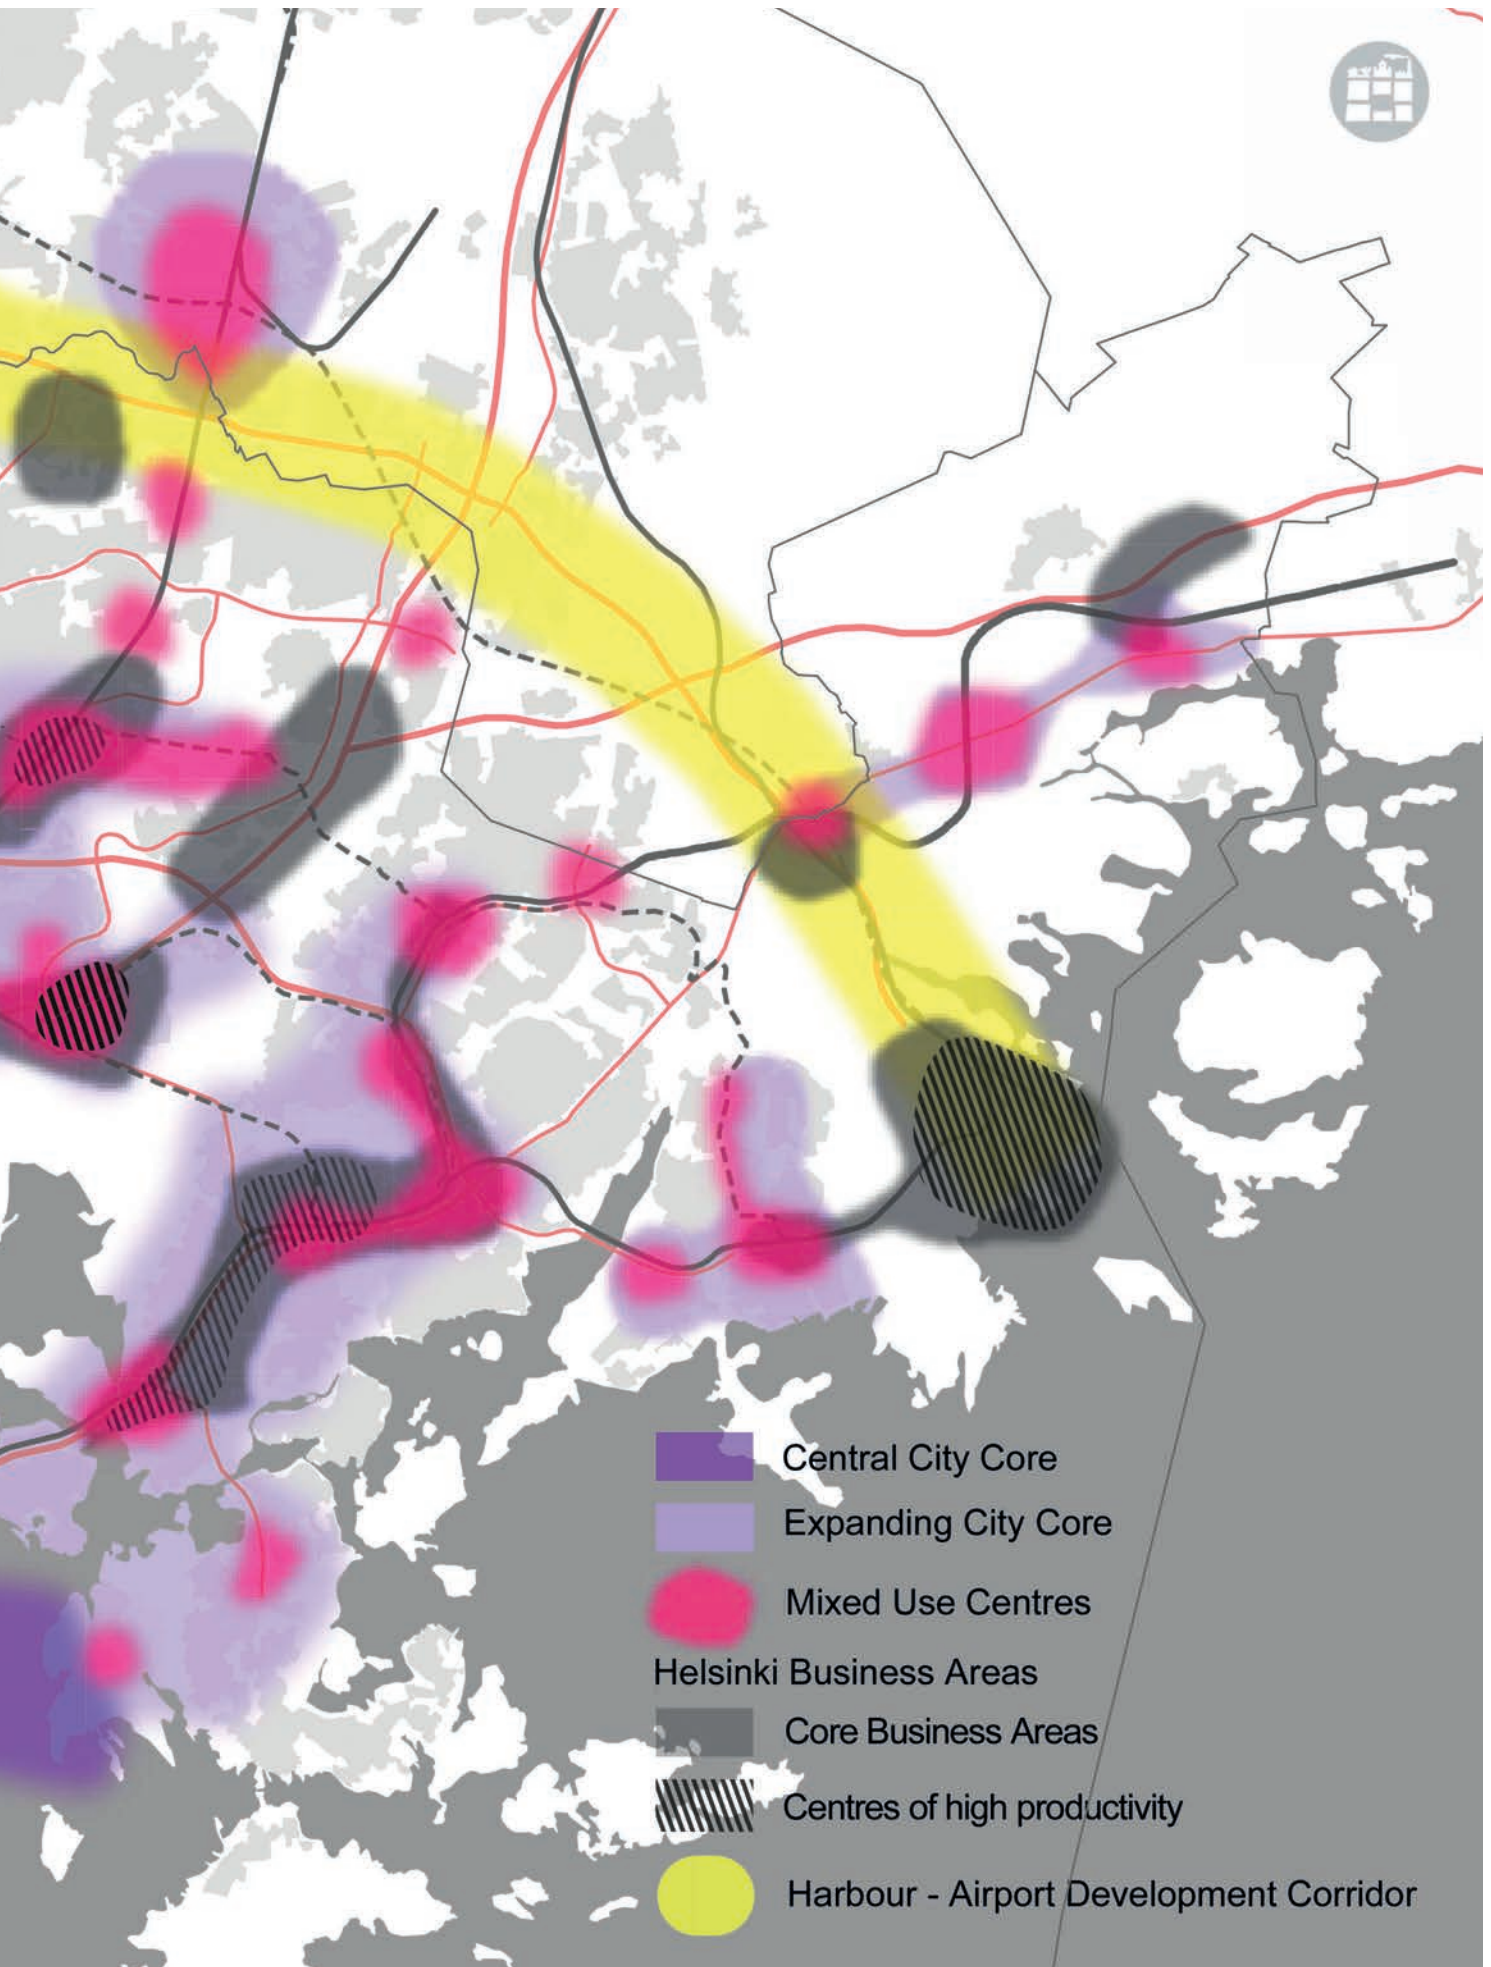 Central City Core
Expanding City Core
Mixed Use Centres
Helsinki Business Areas
Core Business Areas
Centres of high productivity
Harbour - Airport Development Corridor